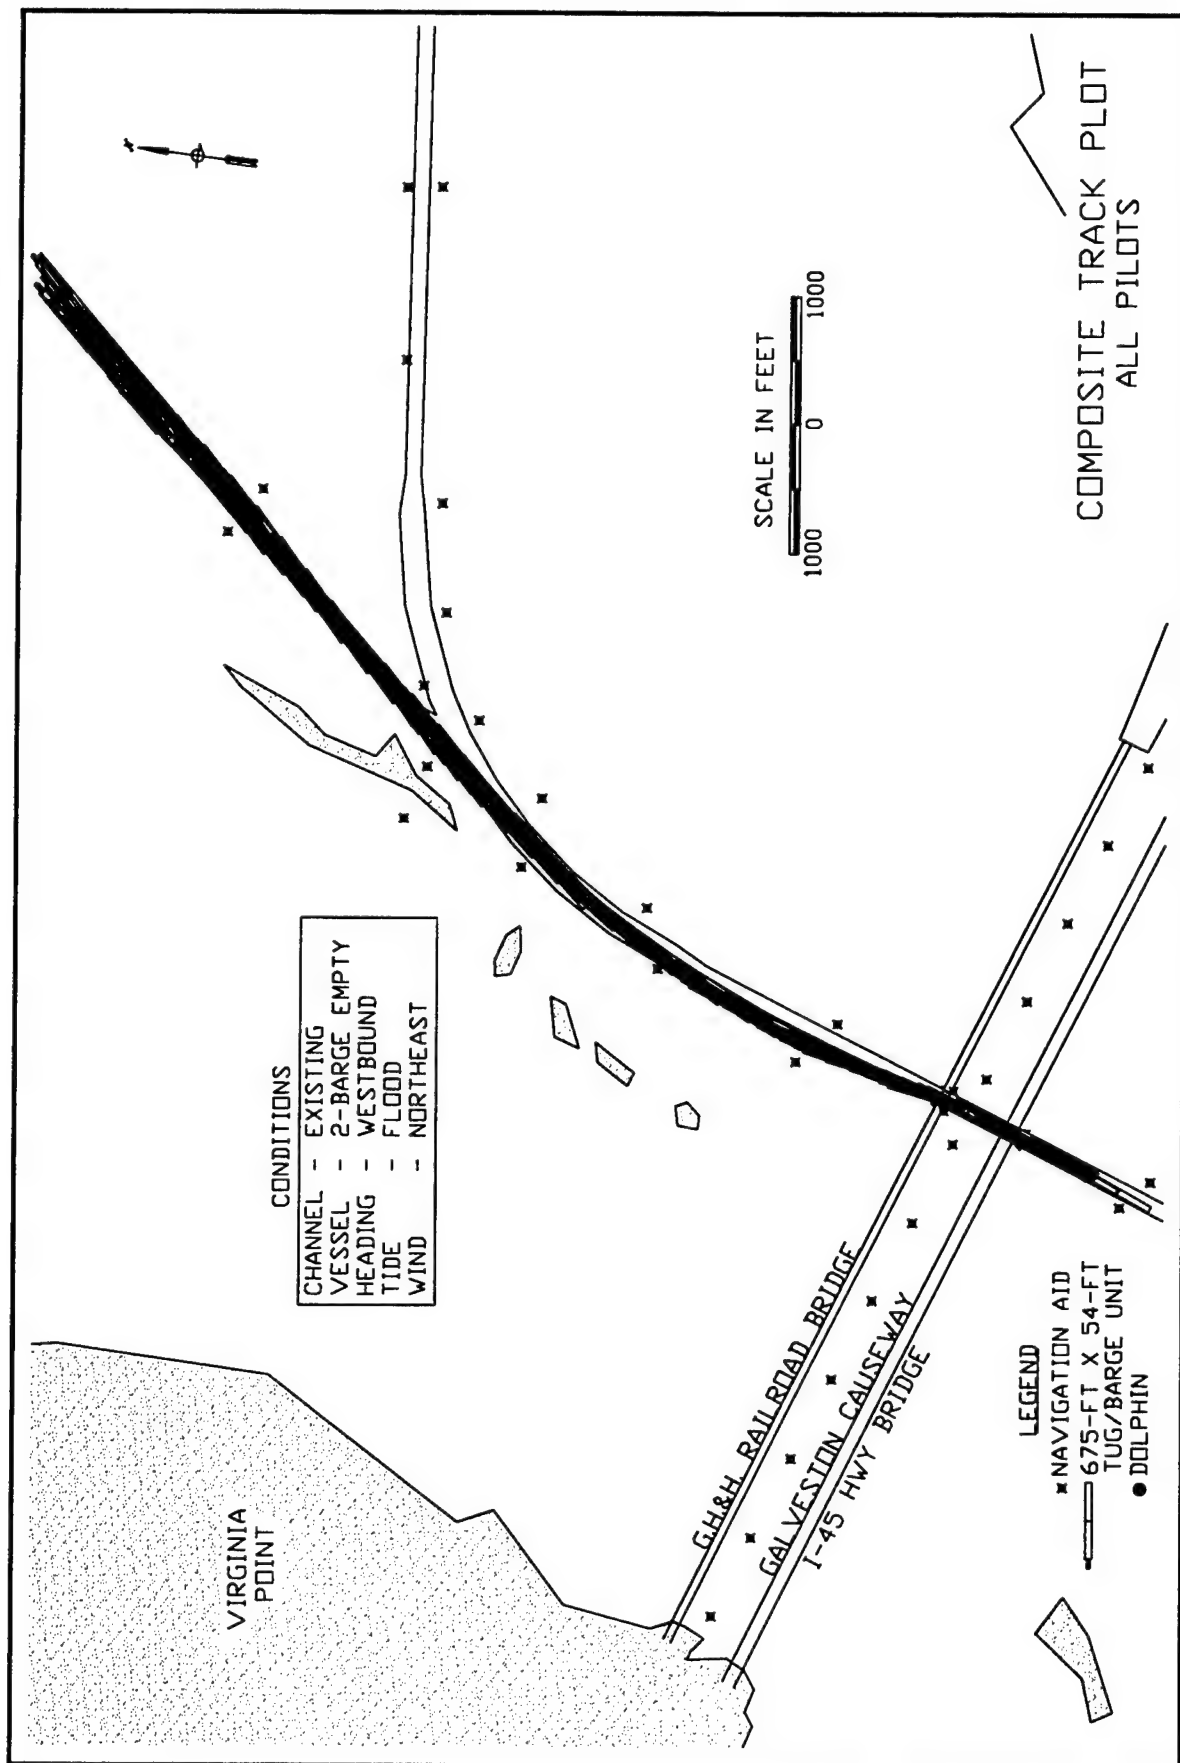 VIRGINIA
POINT
CONDITIONS
CHANNEL - EXISTING
VESSEL - 2-BARGE EMPTY
HEADING - WESTBOUND
TIDE - FLOOD
WIND - NORTHEAST
N
G.H.&H. RAILROAD BRIDGE
GALVESTON CAUSEWAY
I-45 HWY BRIDGE
SCALE IN FEET
1000 0 1000
LEGEND
NAVIGATION AID
675-FT X 54-FT
TUG/BARGE UNIT
DOLPHIN
COMPOSITE TRACK PLOT
ALL PILOTS